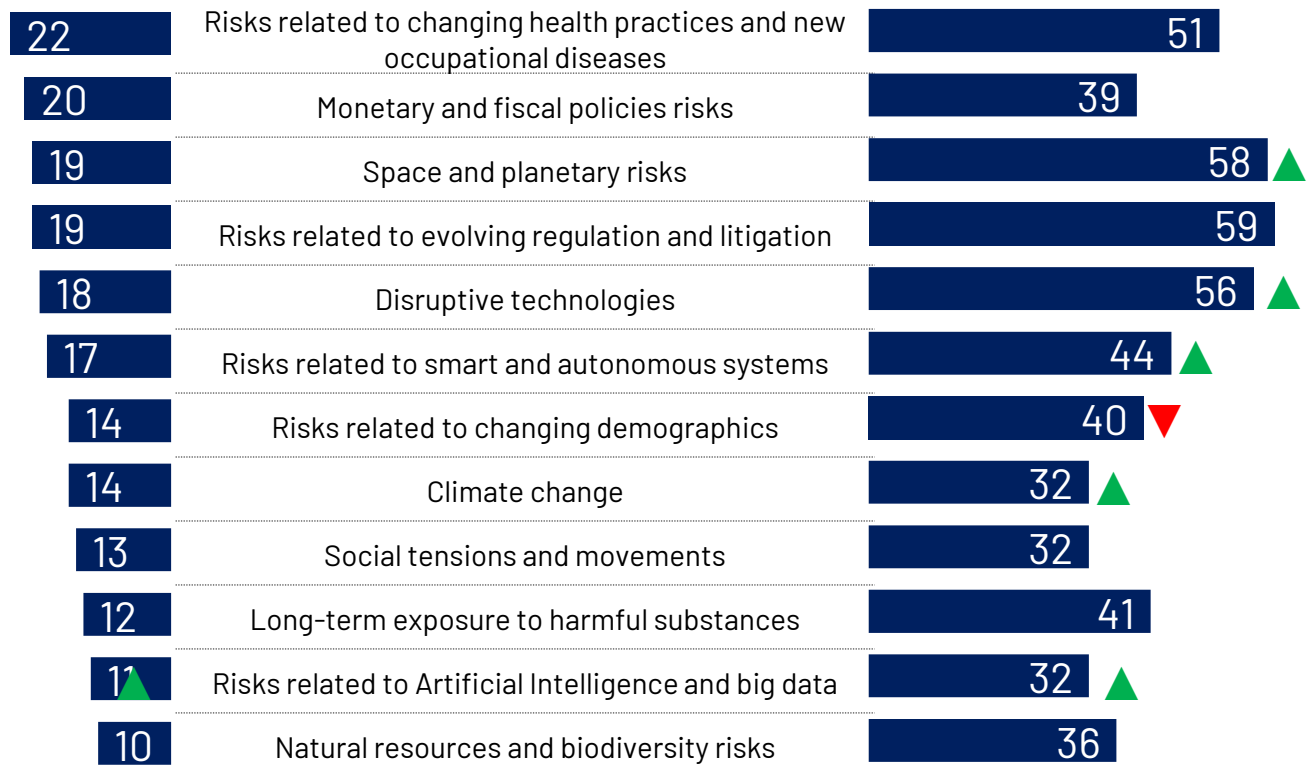 22 Risks related to changing health practices and new occupational diseases 51
20 Monetary and fiscal policies risks 39
19 Space and planetary risks 58
19 Risks related to evolving regulation and litigation 59
18 Disruptive technologies 56
17 Risks related to smart and autonomous systems 44
14 Risks related to changing demographics 40
14 Climate change 32
13 Social tensions and movements 32
12 Long-term exposure to harmful substances 41
11 Risks related to Artificial Intelligence and big data 32
10 Natural resources and biodiversity risks 36